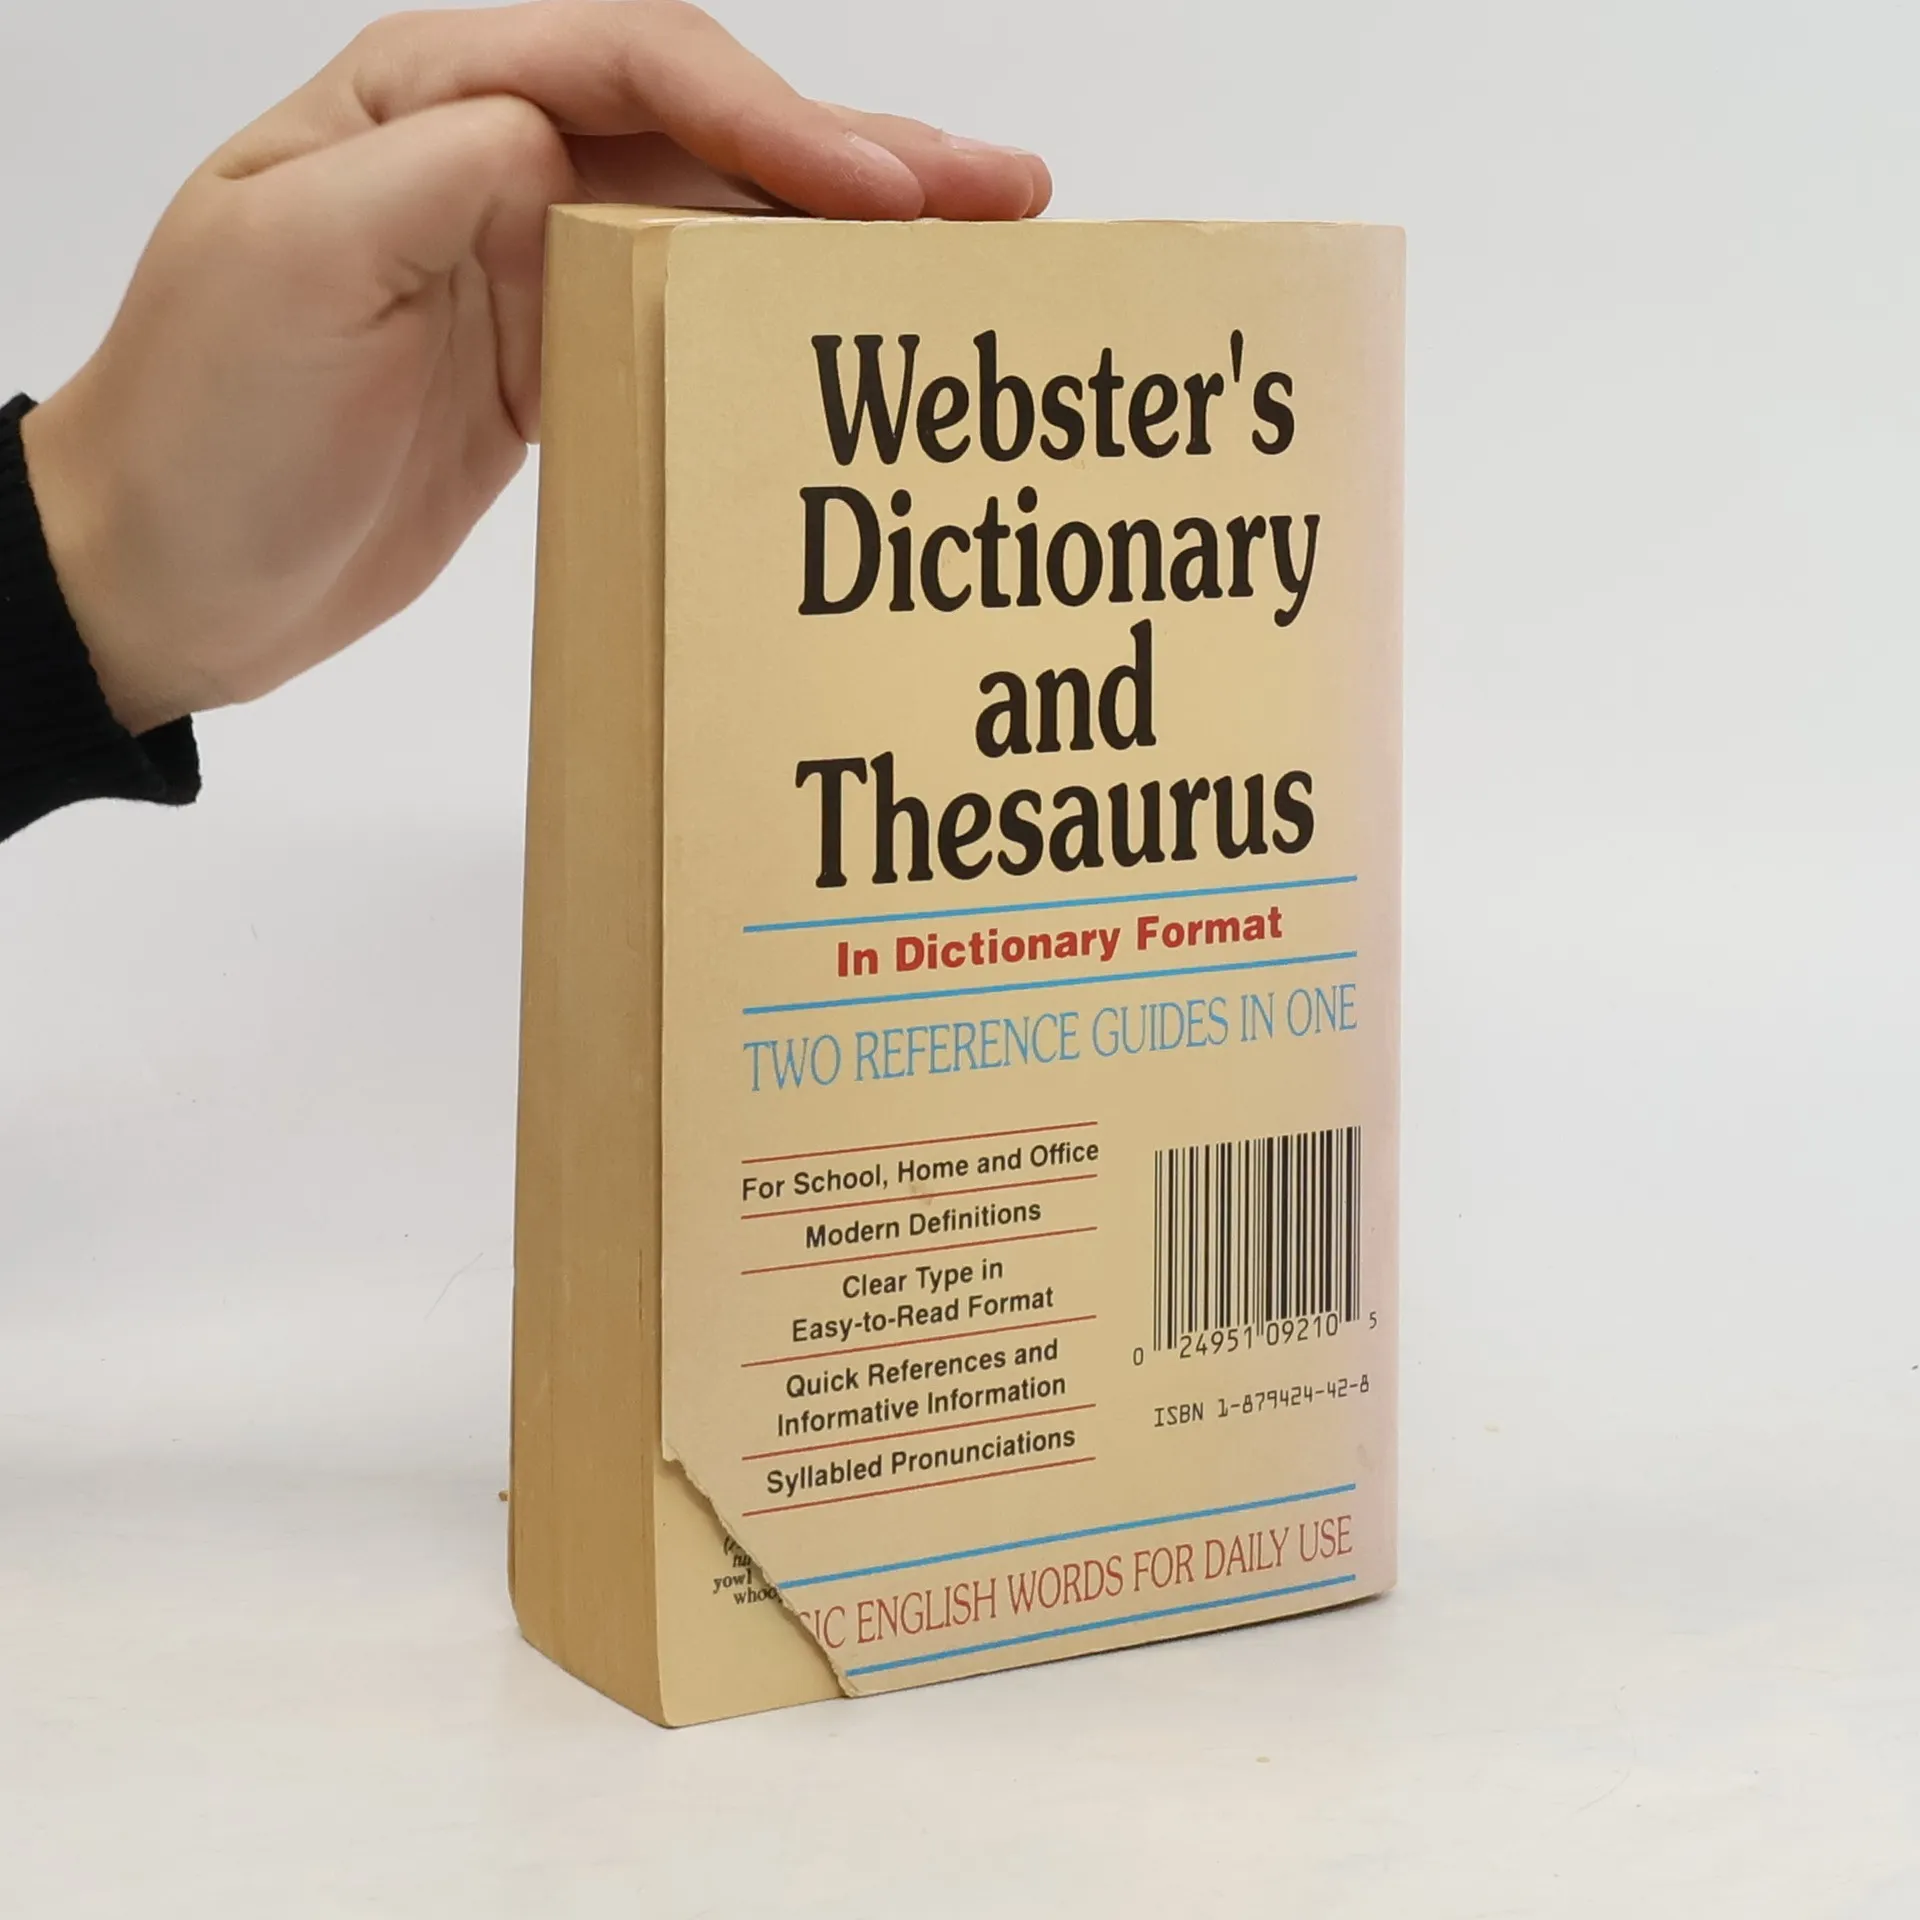 Webster's
Dictionary
and
Thesaurus
In Dictionary Format
TWO REFERENCE GUIDES IN ONE
For School, Home and Office
Modern Definitions
Clear Type in
Easy-to-Read Format
Quick References and
Informative Information
Syllabled Pronunciations
0 24951 09210 5
ISBN 1-879424-42-8
yowl
ENGLISH WORDS FOR DAILY USE